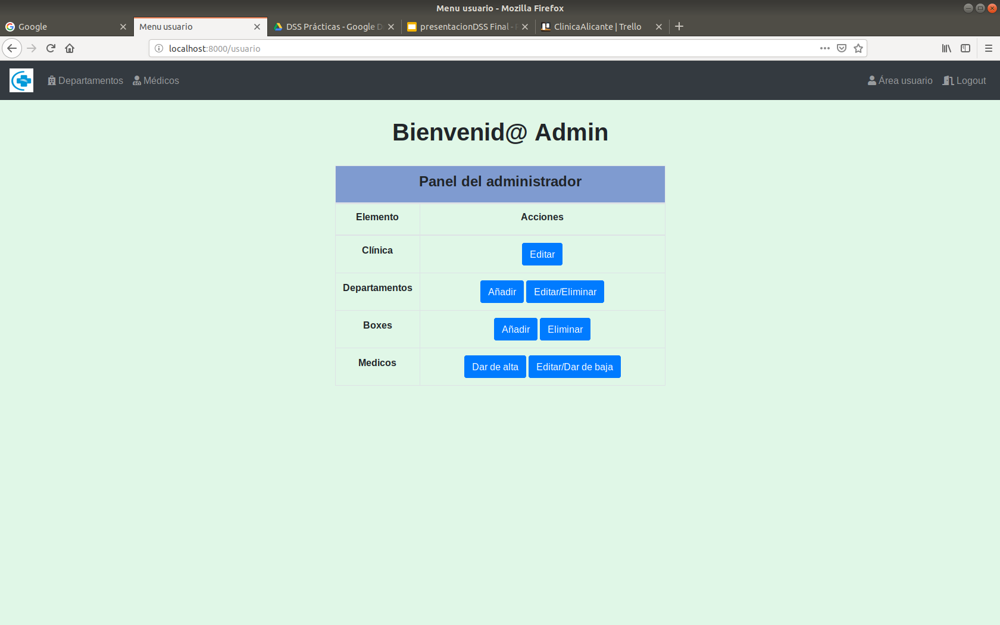 Menu usuario - Mozilla Firefox
Google
Menu usuario
DSS Prácticas - Google D
presentacionDSS Final -
ClinicaAlicante | Trello
localhost:8000/usuario
Departamentos
Médicos
Área usuario
Logout
Bienvenid@ Admin
Panel del administrador
Elemento
Acciones
Clínica
Editar
Departamentos
Añadir
Editar/Eliminar
Boxes
Añadir
Eliminar
Medicos
Dar de alta
Editar/Dar de baja